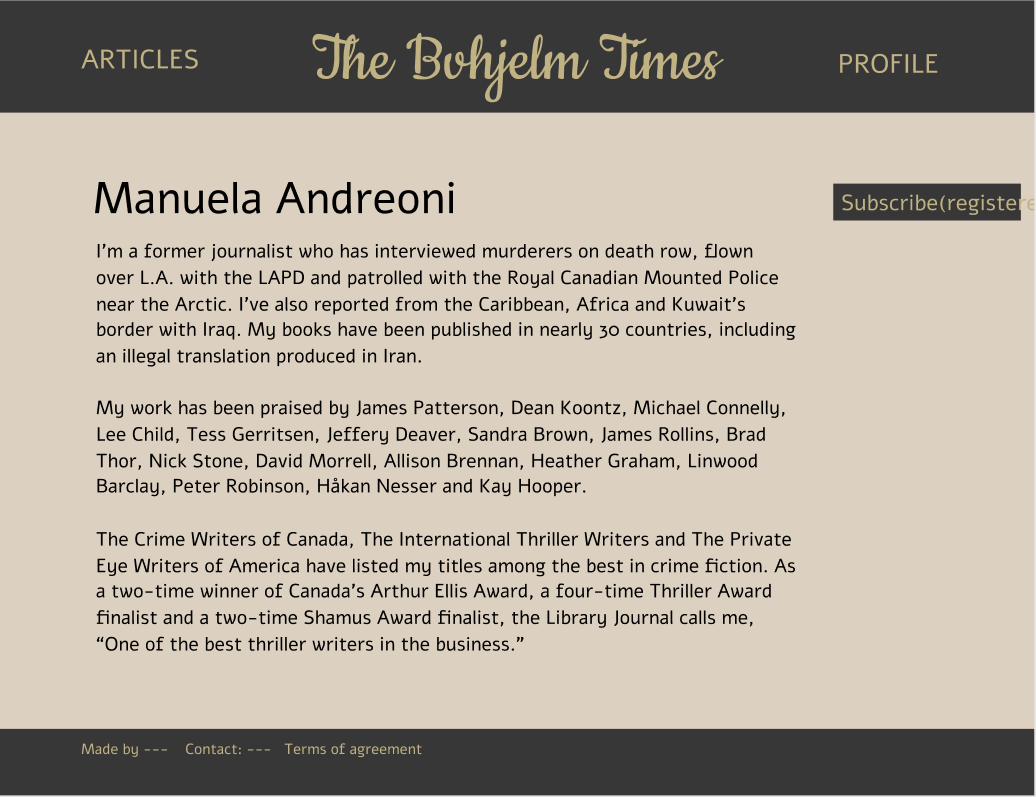 ARTICLES
The Bohjelm Times
PROFILE
Manuela Andreoni
Subscribe(registere
I'm a former journalist who has interviewed murderers on death row, flown
over L.A. with the LAPD and patrolled with the Royal Canadian Mounted Police
near the Arctic. I've also reported from the Caribbean, Africa and Kuwait's
border with Iraq. My books have been published in nearly 30 countries, including
an illegal translation produced in Iran.
My work has been praised by James Patterson, Dean Koontz, Michael Connelly,
Lee Child, Tess Gerritsen, Jeffery Deaver, Sandra Brown, James Rollins, Brad
Thor, Nick Stone, David Morrell, Allison Brennan, Heather Graham, Linwood
Barclay, Peter Robinson, Håkan Nesser and Kay Hooper.
The Crime Writers of Canada, The International Thriller Writers and The Private
Eye Writers of America have listed my titles among the best in crime fiction. As
a two-time winner of Canada's Arthur Ellis Award, a four-time Thriller Award
finalist and a two-time Shamus Award finalist, the Library Journal calls me,
“One of the best thriller writers in the business.”
Made by --- Contact: --- Terms of agreement